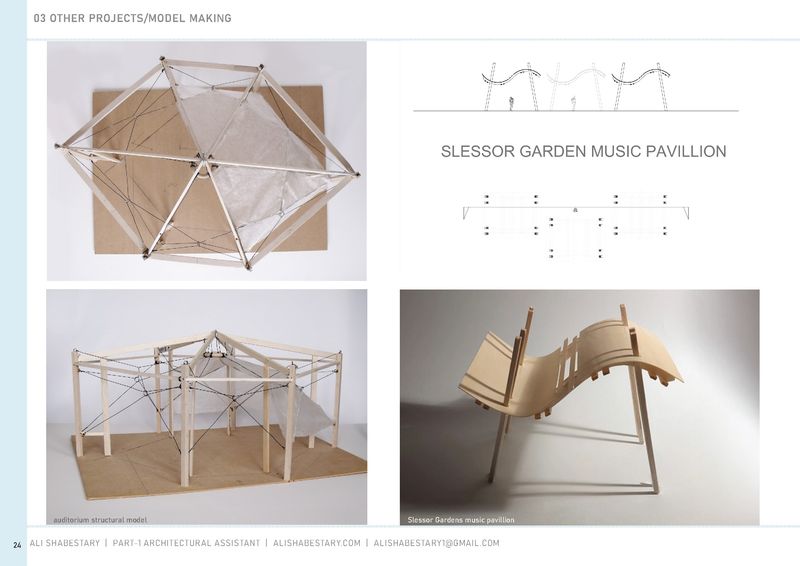 03 OTHER PROJECTS/MODEL MAKING
SLESSOR GARDEN MUSIC PAVILLION
auditorium structural model
Slessor Gardens music pavillion
24 ALI SHABESTARY | PART-1 ARCHITECTURAL ASSISTANT | ALISHABESTARY.COM | ALISHABESTARY1@GMAIL.COM